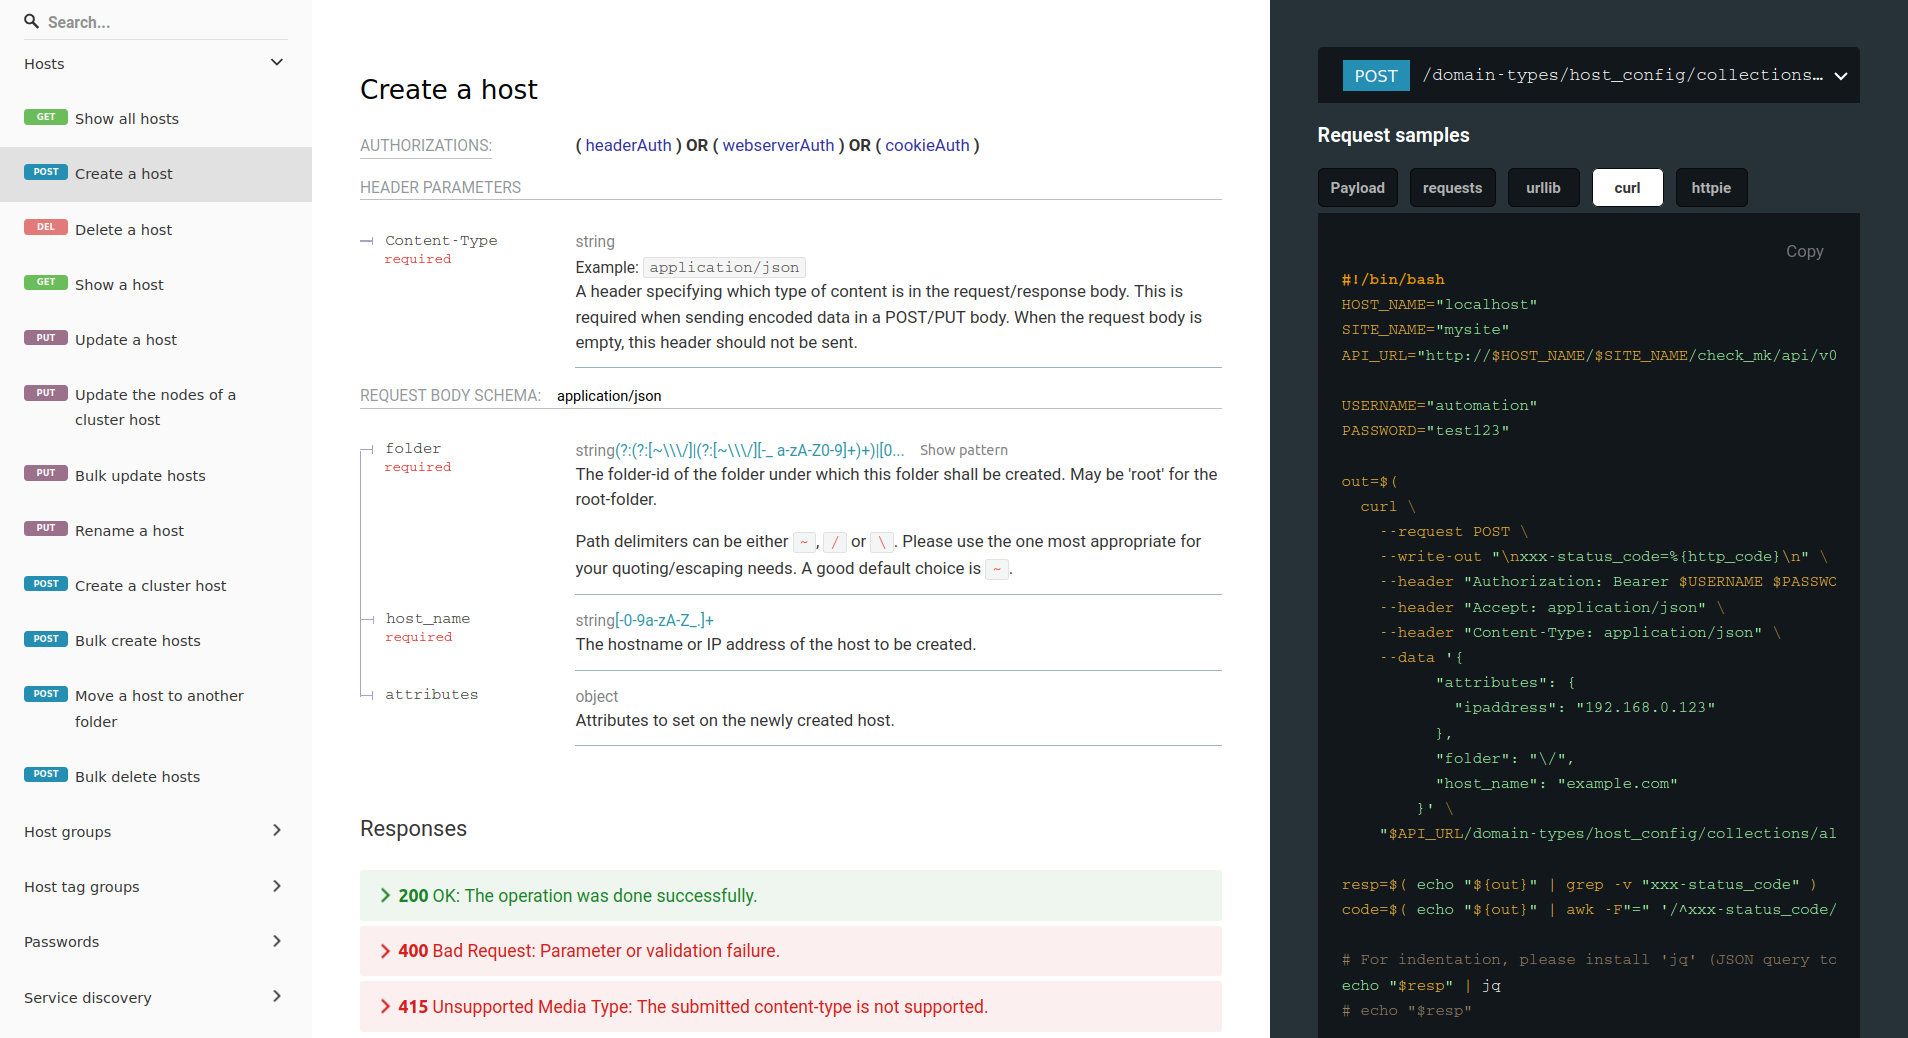 Search...
Hosts
GET Show all hosts
POST Create a host
DEL Delete a host
GET Show a host
PUT Update a host
PUT Update the nodes of a
cluster host
PUT Bulk update hosts
PUT Rename a host
POST Create a cluster host
POST Bulk create hosts
POST Move a host to another
folder
POST Bulk delete hosts
Host groups
Host tag groups
Passwords
Service discovery
Create a host
AUTHORIZATIONS: ( headerAuth ) OR ( webserverAuth ) OR ( cookieAuth )
HEADER PARAMETERS
Content-Type
required
string
Example: application/json
A header specifying which type of content is in the request/response body. This is
required when sending encoded data in a POST/PUT body. When the request body is
empty, this header should not be sent.
REQUEST BODY SCHEMA: application/json
folder
required
string(?:(?:[~\\\/]|(?:[~\\\/][-_ a-zA-Z0-9]+)+)|[0... Show pattern
The folder-id of the folder under which this folder shall be created. May be 'root' for the
root-folder.
Path delimiters can be either ~, / or \. Please use the one most appropriate for
your quoting/escaping needs. A good default choice is ~.
host_name
required
string[-0-9a-zA-Z_.]+
The hostname or IP address of the host to be created.
attributes
object
Attributes to set on the newly created host.
Responses
200 OK: The operation was done successfully.
400 Bad Request: Parameter or validation failure.
415 Unsupported Media Type: The submitted content-type is not supported.
POST /domain-types/host_config/collections…
Request samples
Payload requests urllib curl httpie
Copy
#!/bin/bash
HOST_NAME="localhost"
SITE_NAME="mysite"
API_URL="http://$HOST_NAME/$SITE_NAME/check_mk/api/v0
USERNAME="automation"
PASSWORD="test123"
out=$(
curl \
--request POST \
--write-out "\nxxx-status_code=%{http_code}\n" \
--header "Authorization: Bearer $USERNAME $PASSWO
--header "Accept: application/json" \
--header "Content-Type: application/json" \
--data '{
"attributes": {
"ipaddress": "192.168.0.123"
},
"folder": "\/",
"host_name": "example.com"
}' \
"$API_URL/domain-types/host_config/collections/al
resp=$( echo "${out}" | grep -v "xxx-status_code" )
code=$( echo "${out}" | awk -F"=" '/^xxx-status_code/
# For indentation, please install 'jq' (JSON query to
echo "$resp" | jq
# echo "$resp"